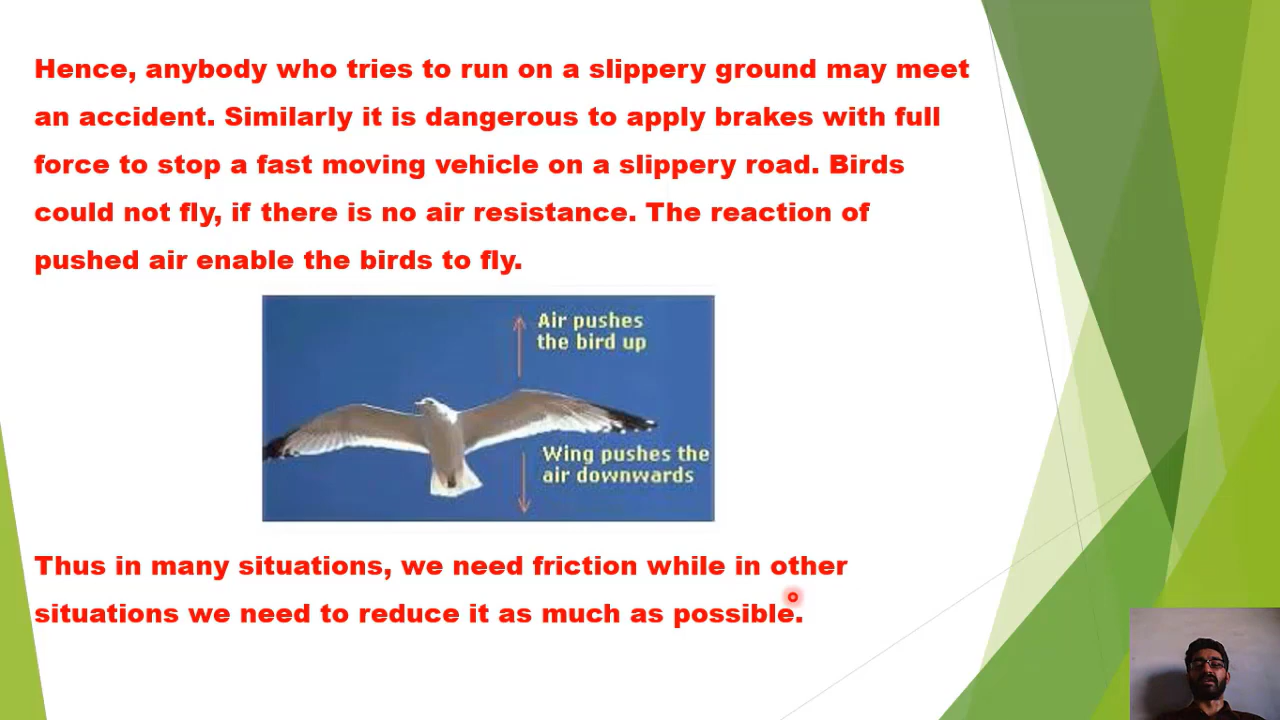 Hence, anybody who tries to run on a slippery ground may meet
an accident. Similarly it is dangerous to apply brakes with full
force to stop a fast moving vehicle on a slippery road. Birds
could not fly, if there is no air resistance. The reaction of
pushed air enable the birds to fly.
Air pushes
the bird up
Wing pushes the
air downwards
Thus in many situations, we need friction while in other
situations we need to reduce it as much as possible.